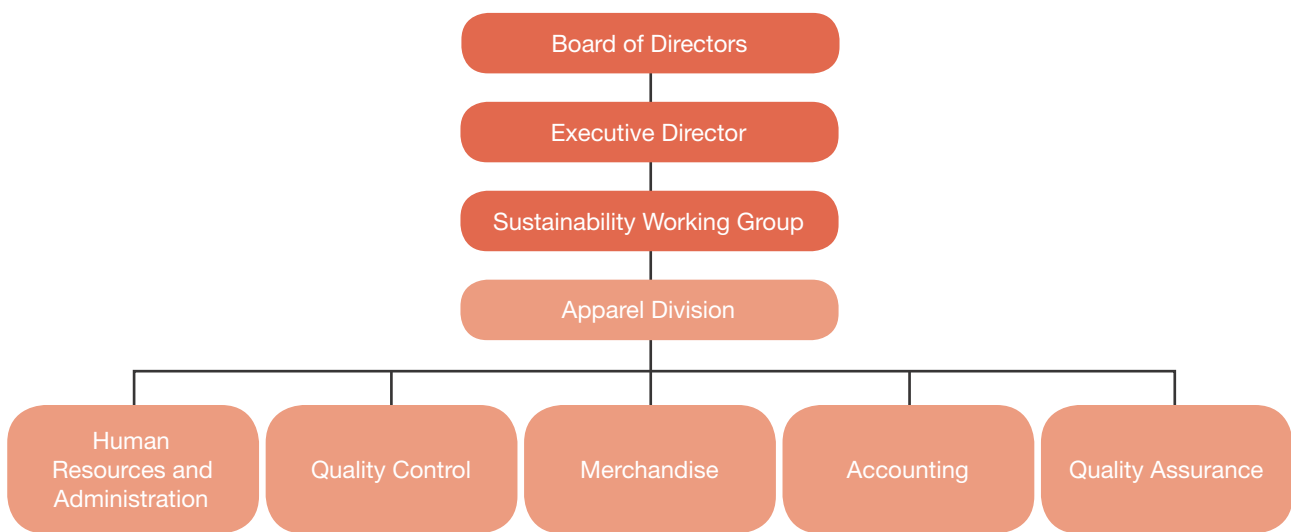 Board of Directors
Executive Director
Sustainability Working Group
Apparel Division
Human
Resources and
Administration
Quality Control
Merchandise
Accounting
Quality Assurance